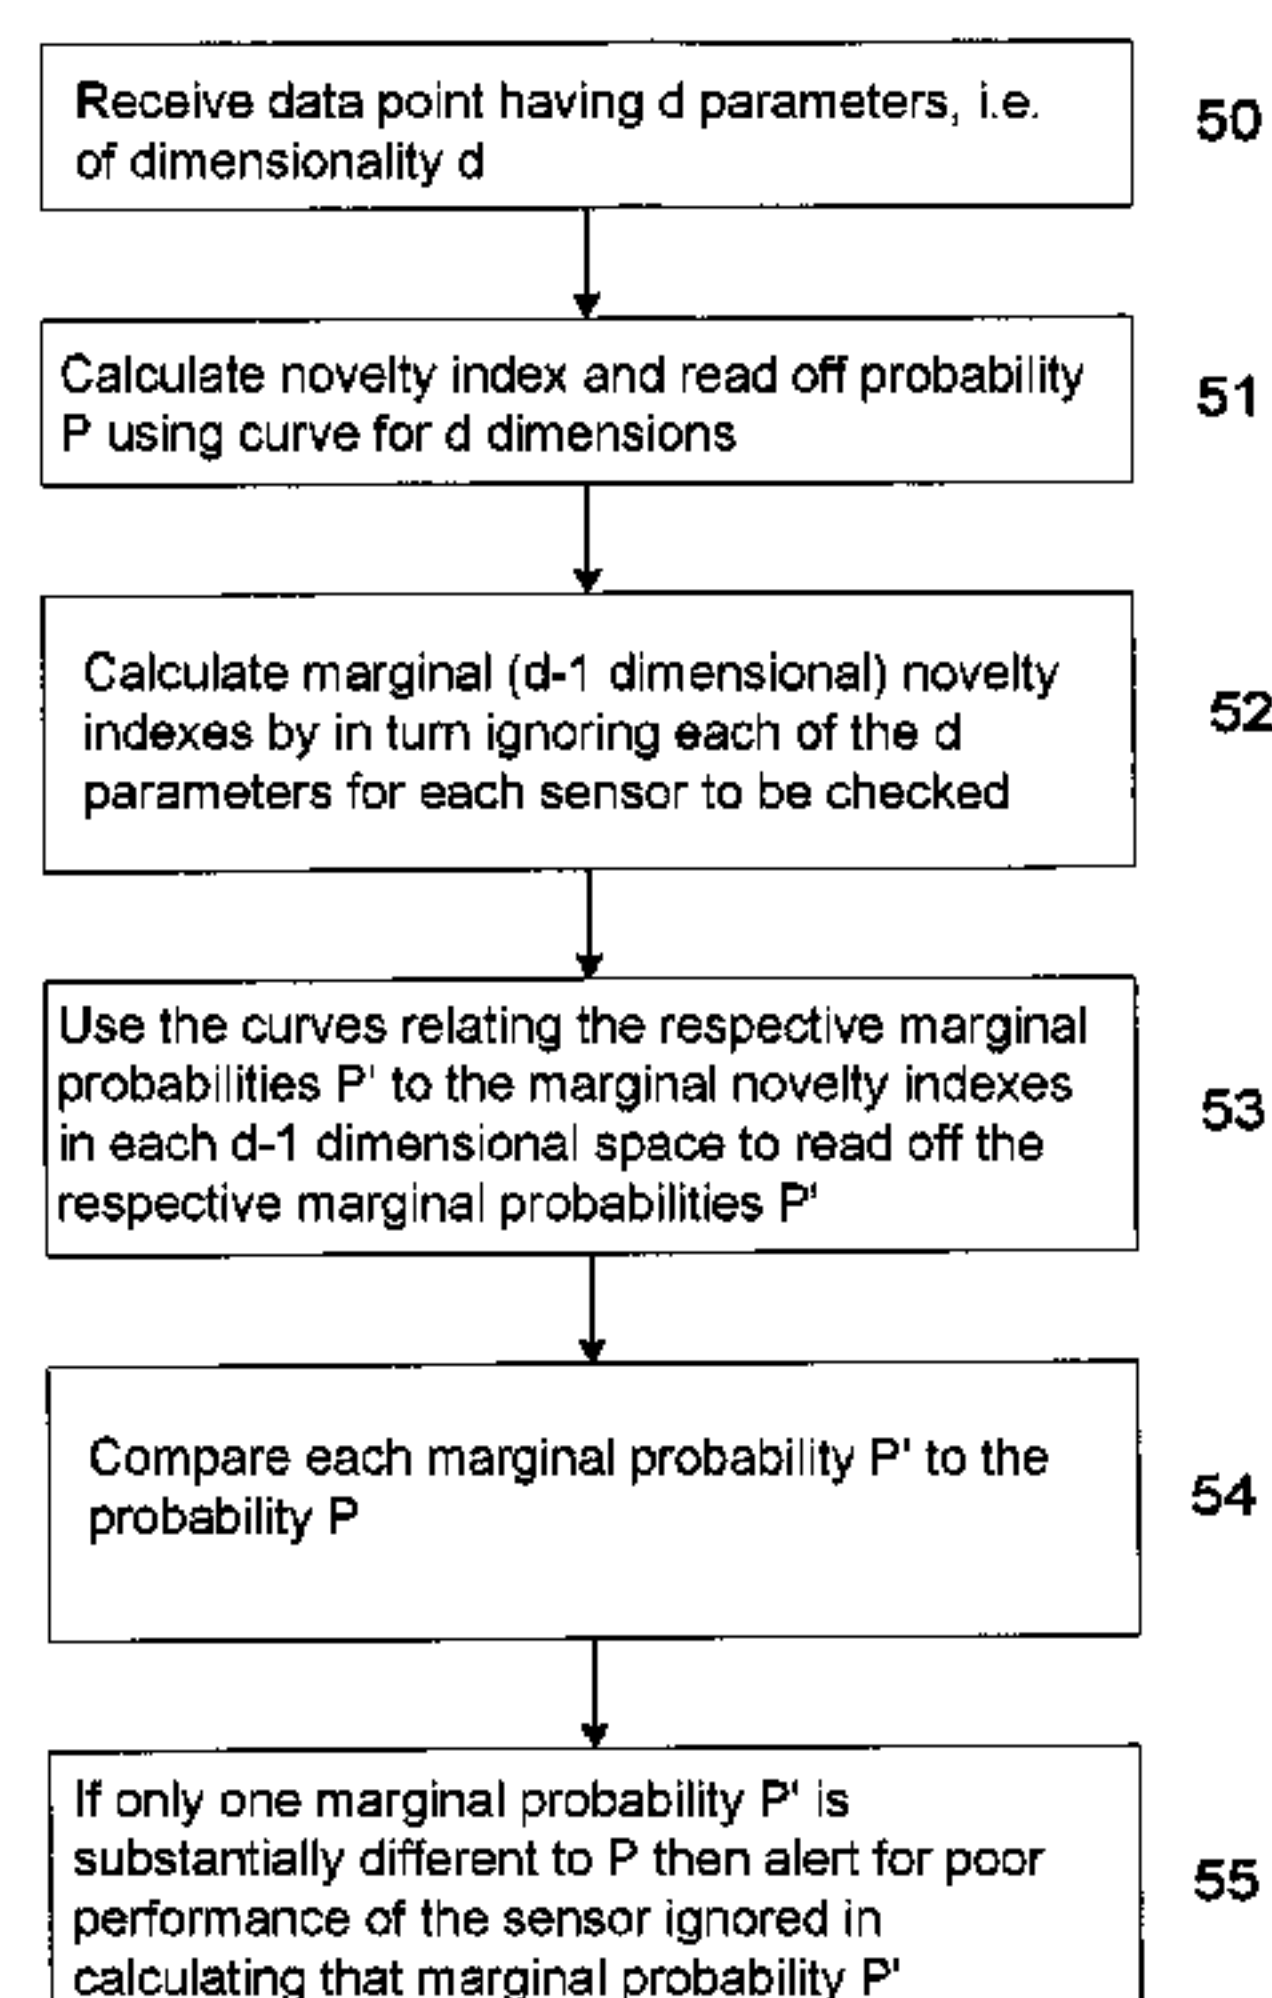 Receive data point having d parameters, i.e.
of dimensionality d
50
Calculate novelty index and read off probability
P using curve for d dimensions
51
Calculate marginal (d-1 dimensional) novelty
indexes by in turn ignoring each of the d
parameters for each sensor to be checked
52
Use the curves relating the respective marginal
probabilities P' to the marginal novelty indexes
in each d-1 dimensional space to read off the
respective marginal probabilities P'
53
Compare each marginal probability P' to the
probability P
54
If only one marginal probability P' is
substantially different to P then alert for poor
performance of the sensor ignored in
calculating that marginal probability P'
55